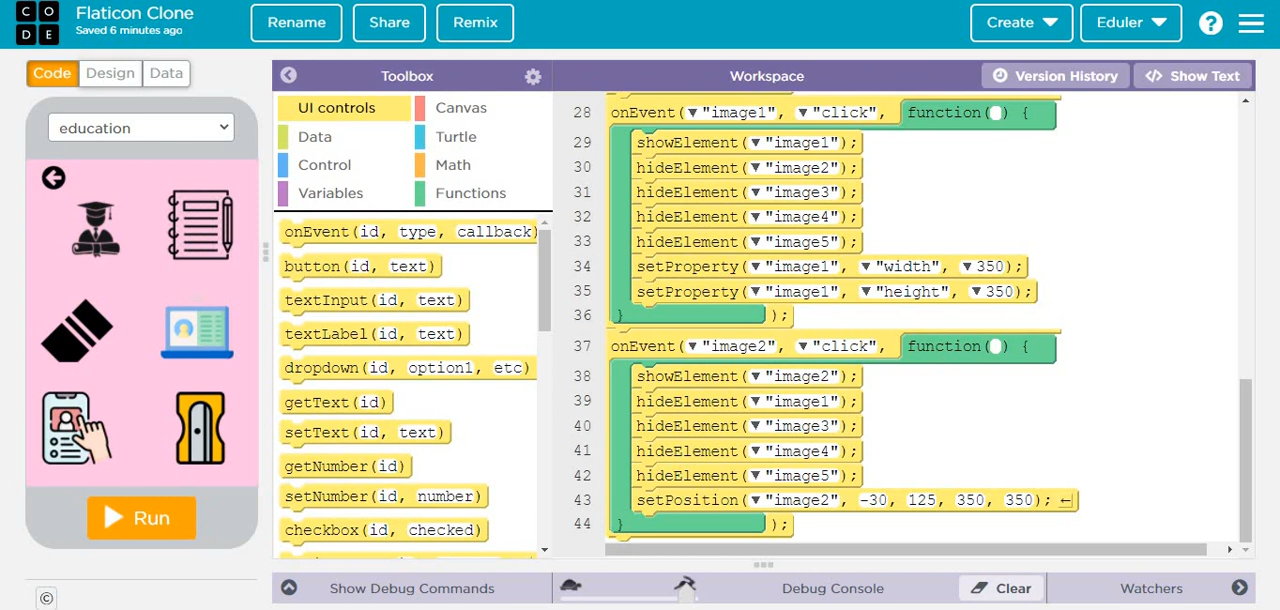 C O
D E
Flaticon Clone
Saved 6 minutes ago
Rename
Share
Remix
Create
Eduler
?
Code
Design
Data
education
Run
©
Toolbox
UI controls
Canvas
Data
Turtle
Control
Math
Variables
Functions
onEvent(id, type, callback)
button(id, text)
textInput(id, text)
textLabel(id, text)
dropdown(id, option1, etc)
getText(id)
setText(id, text)
getNumber(id)
setNumber(id, number)
checkbox(id, checked)
Workspace
Version History
</> Show Text
28 onEvent(▼"image1", ▼"click", function() {
29 showElement(▼"image1");
30 hideElement(▼"image2");
31 hideElement(▼"image3");
32 hideElement(▼"image4");
33 hideElement(▼"image5");
34 setProperty(▼"image1", ▼"width", ▼350);
35 setProperty(▼"image1", ▼"height", ▼350);
36 } );
37 onEvent(▼"image2", ▼"click", function() {
38 showElement(▼"image2");
39 hideElement(▼"image1");
40 hideElement(▼"image3");
41 hideElement(▼"image4");
42 hideElement(▼"image5");
43 setPosition(▼"image2", -30, 125, 350, 350); ←
44 } );
Show Debug Commands
Debug Console
Clear
Watchers